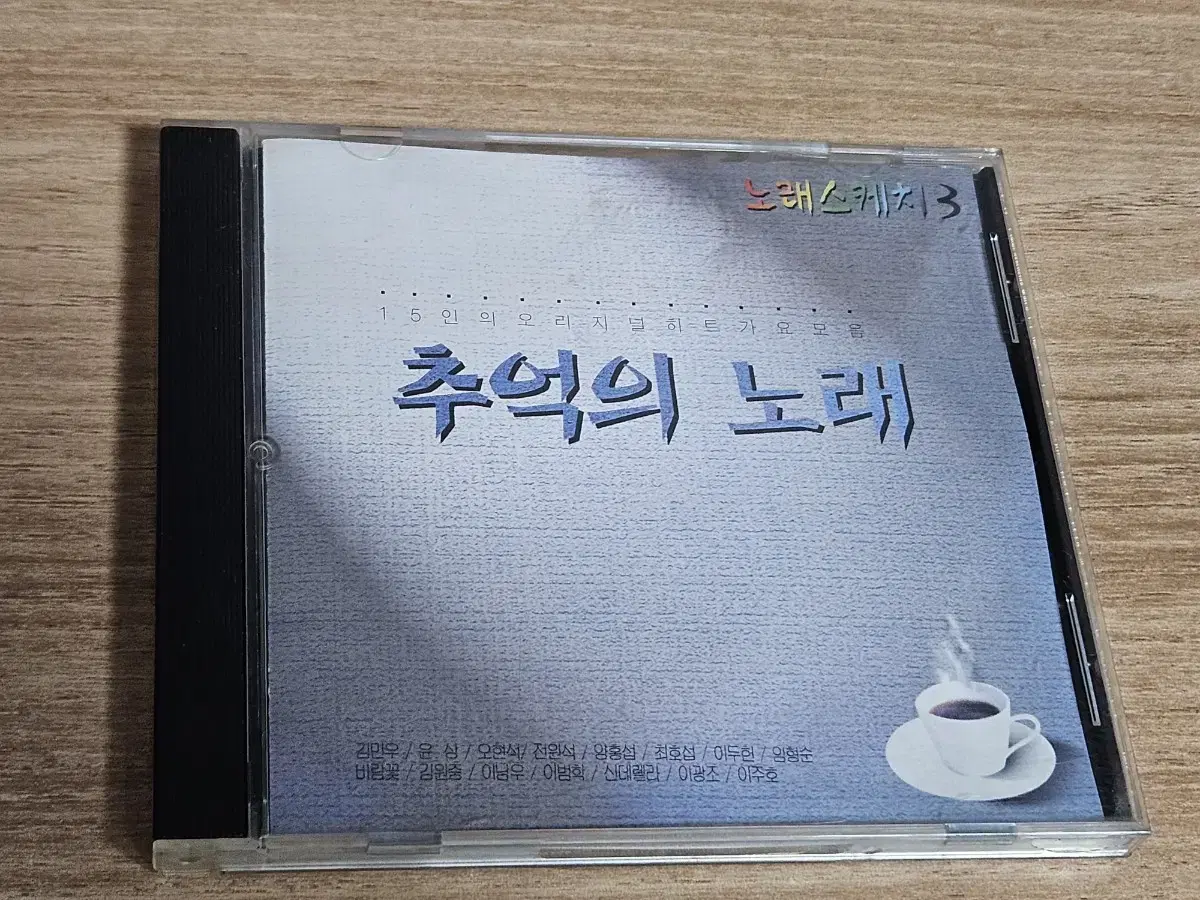 노래스케치3
15인의오리지널히트가요모음
추억의 노래
김민우 / 윤 상 / 오현석 / 전원석 / 양홍섭 / 최호섭 / 이두헌 / 임형순
바람꽃 / 김원중 / 이남우 / 이범학 / 신데렐라 / 이광조 / 이주호